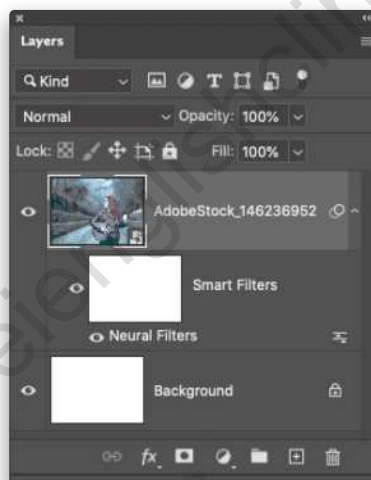 Layers
Kind
Normal Opacity: 100%
Lock: Fill: 100%
AdobeStock_146236952
Smart Filters
Neural Filters
Background
fx